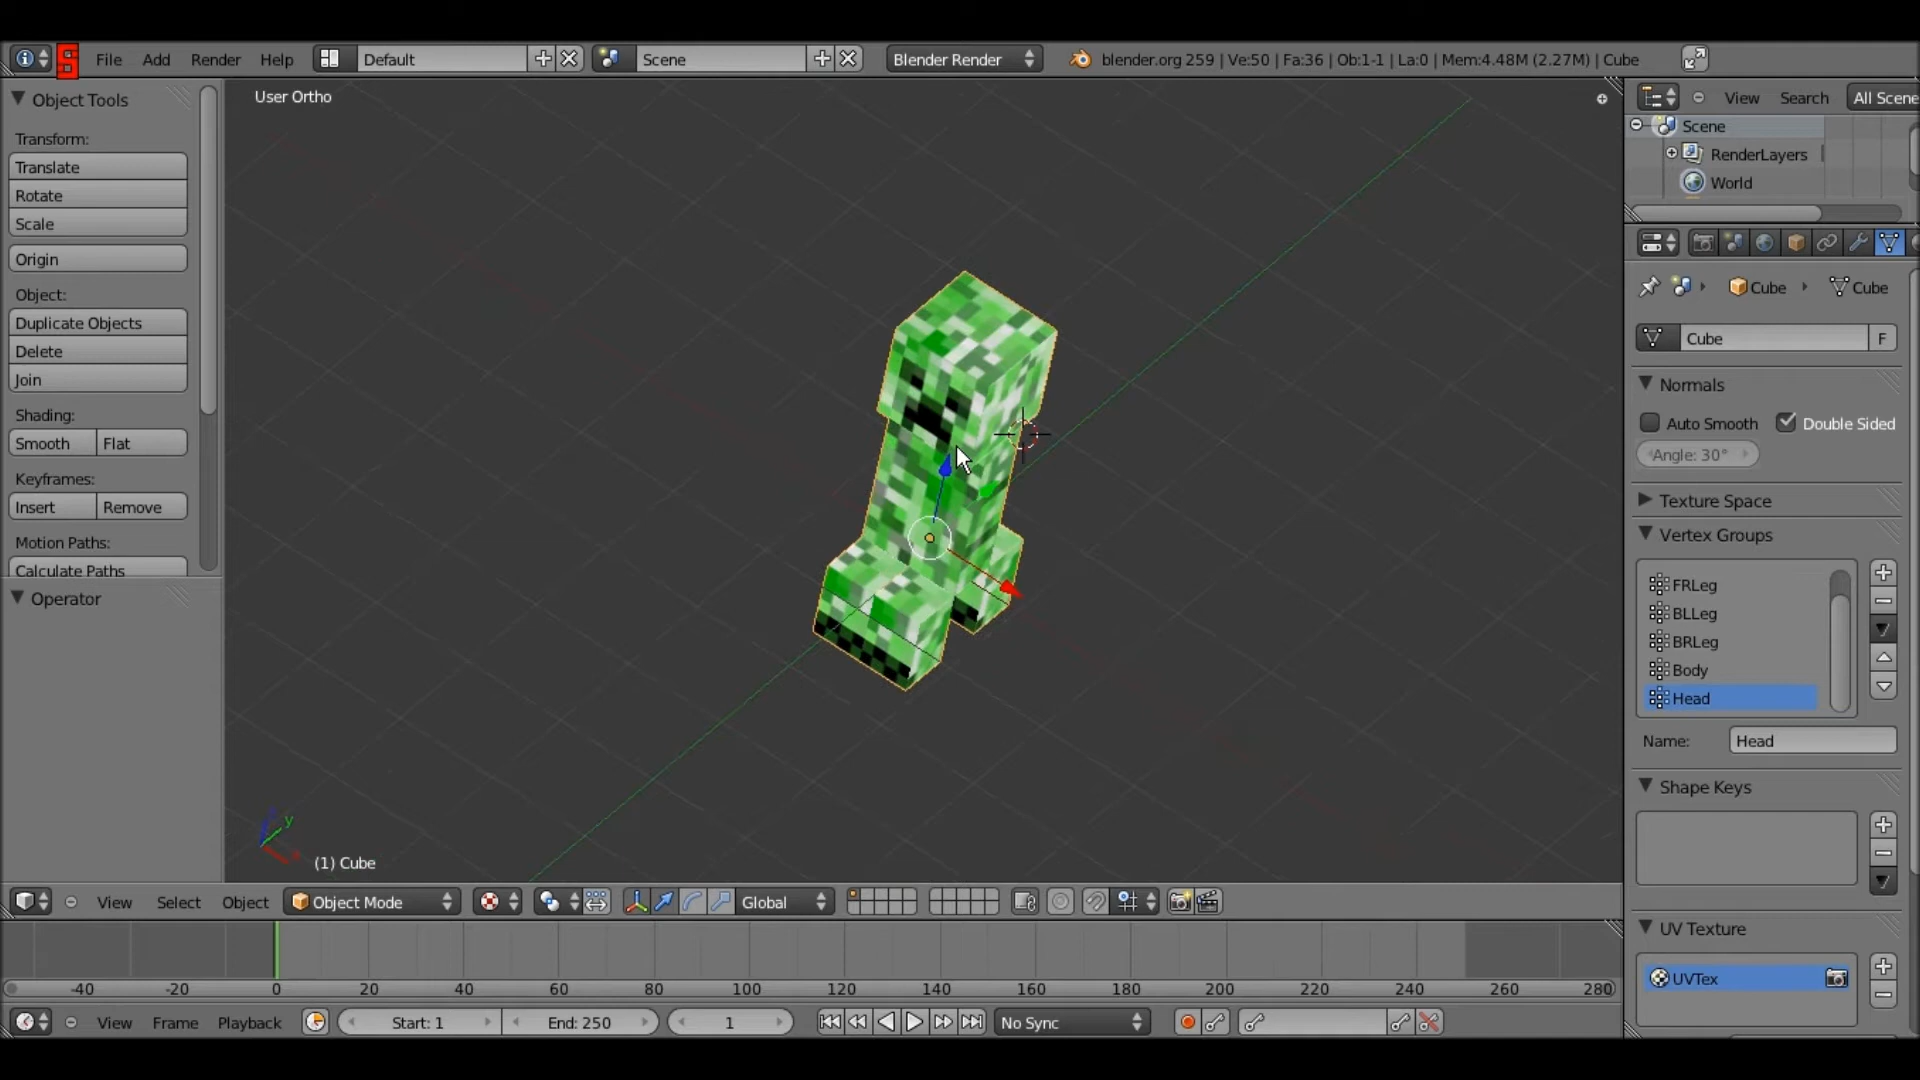 File Add Render Help Default Scene Blender Render blender.org 259 | Ve:50 | Fa:36 | Ob:1-1 | La:0 | Mem:4.48M (2.27M) | Cube
Object Tools
Transform:
Translate
Rotate
Scale
Origin
Object:
Duplicate Objects
Delete
Join
Shading:
Smooth Flat
Keyframes:
Insert Remove
Motion Paths:
Calculate Paths
Operator
User Ortho
y
(1) Cube
View Search All Scene
Scene
RenderLayers
World
Cube Cube
Cube F
Normals
Auto Smooth Double Sided
Angle: 30°
Texture Space
Vertex Groups
FRLeg
BLLeg
BRLeg
Body
Head
Name: Head
Shape Keys
UV Texture
UVTex
View Select Object Object Mode Global
-40 -20 0 20 40 60 80 100 120 140 160 180 200 220 240 260 280
View Frame Playback Start: 1 End: 250 1 No Sync